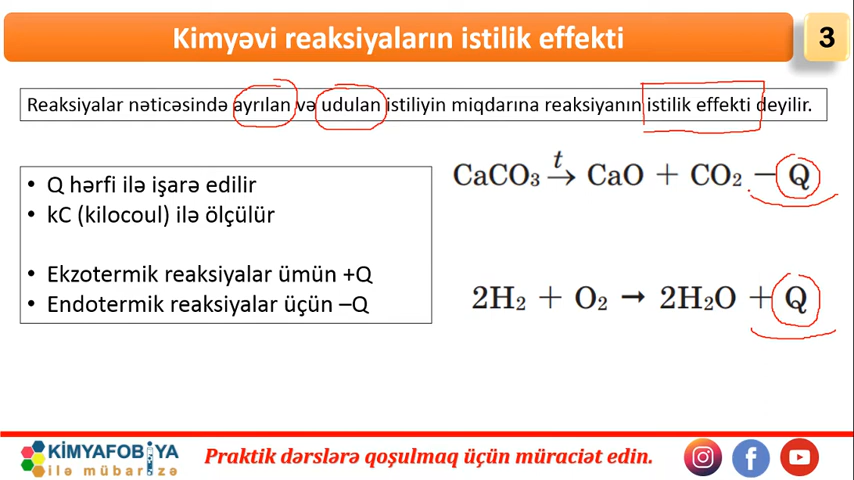 Kimyəvi reaksiyaların istilik effekti
3
Reaksiyalar nəticəsində ayrılan və udulan istiliyin miqdarına reaksiyanın istilik effekti deyilir.
• Q hərfi ilə işarə edilir
• kC (kilocoul) ilə ölçülür
• Ekzotermik reaksiyalar ümün +Q
• Endotermik reaksiyalar üçün –Q
CaCO₃ →ᵗ CaO + CO₂ − Q
2H₂ + O₂ → 2H₂O + Q
KİMYAFOBİYA
ilə mübarizə
Praktik dərslərə qoşulmaq üçün müraciət edin.